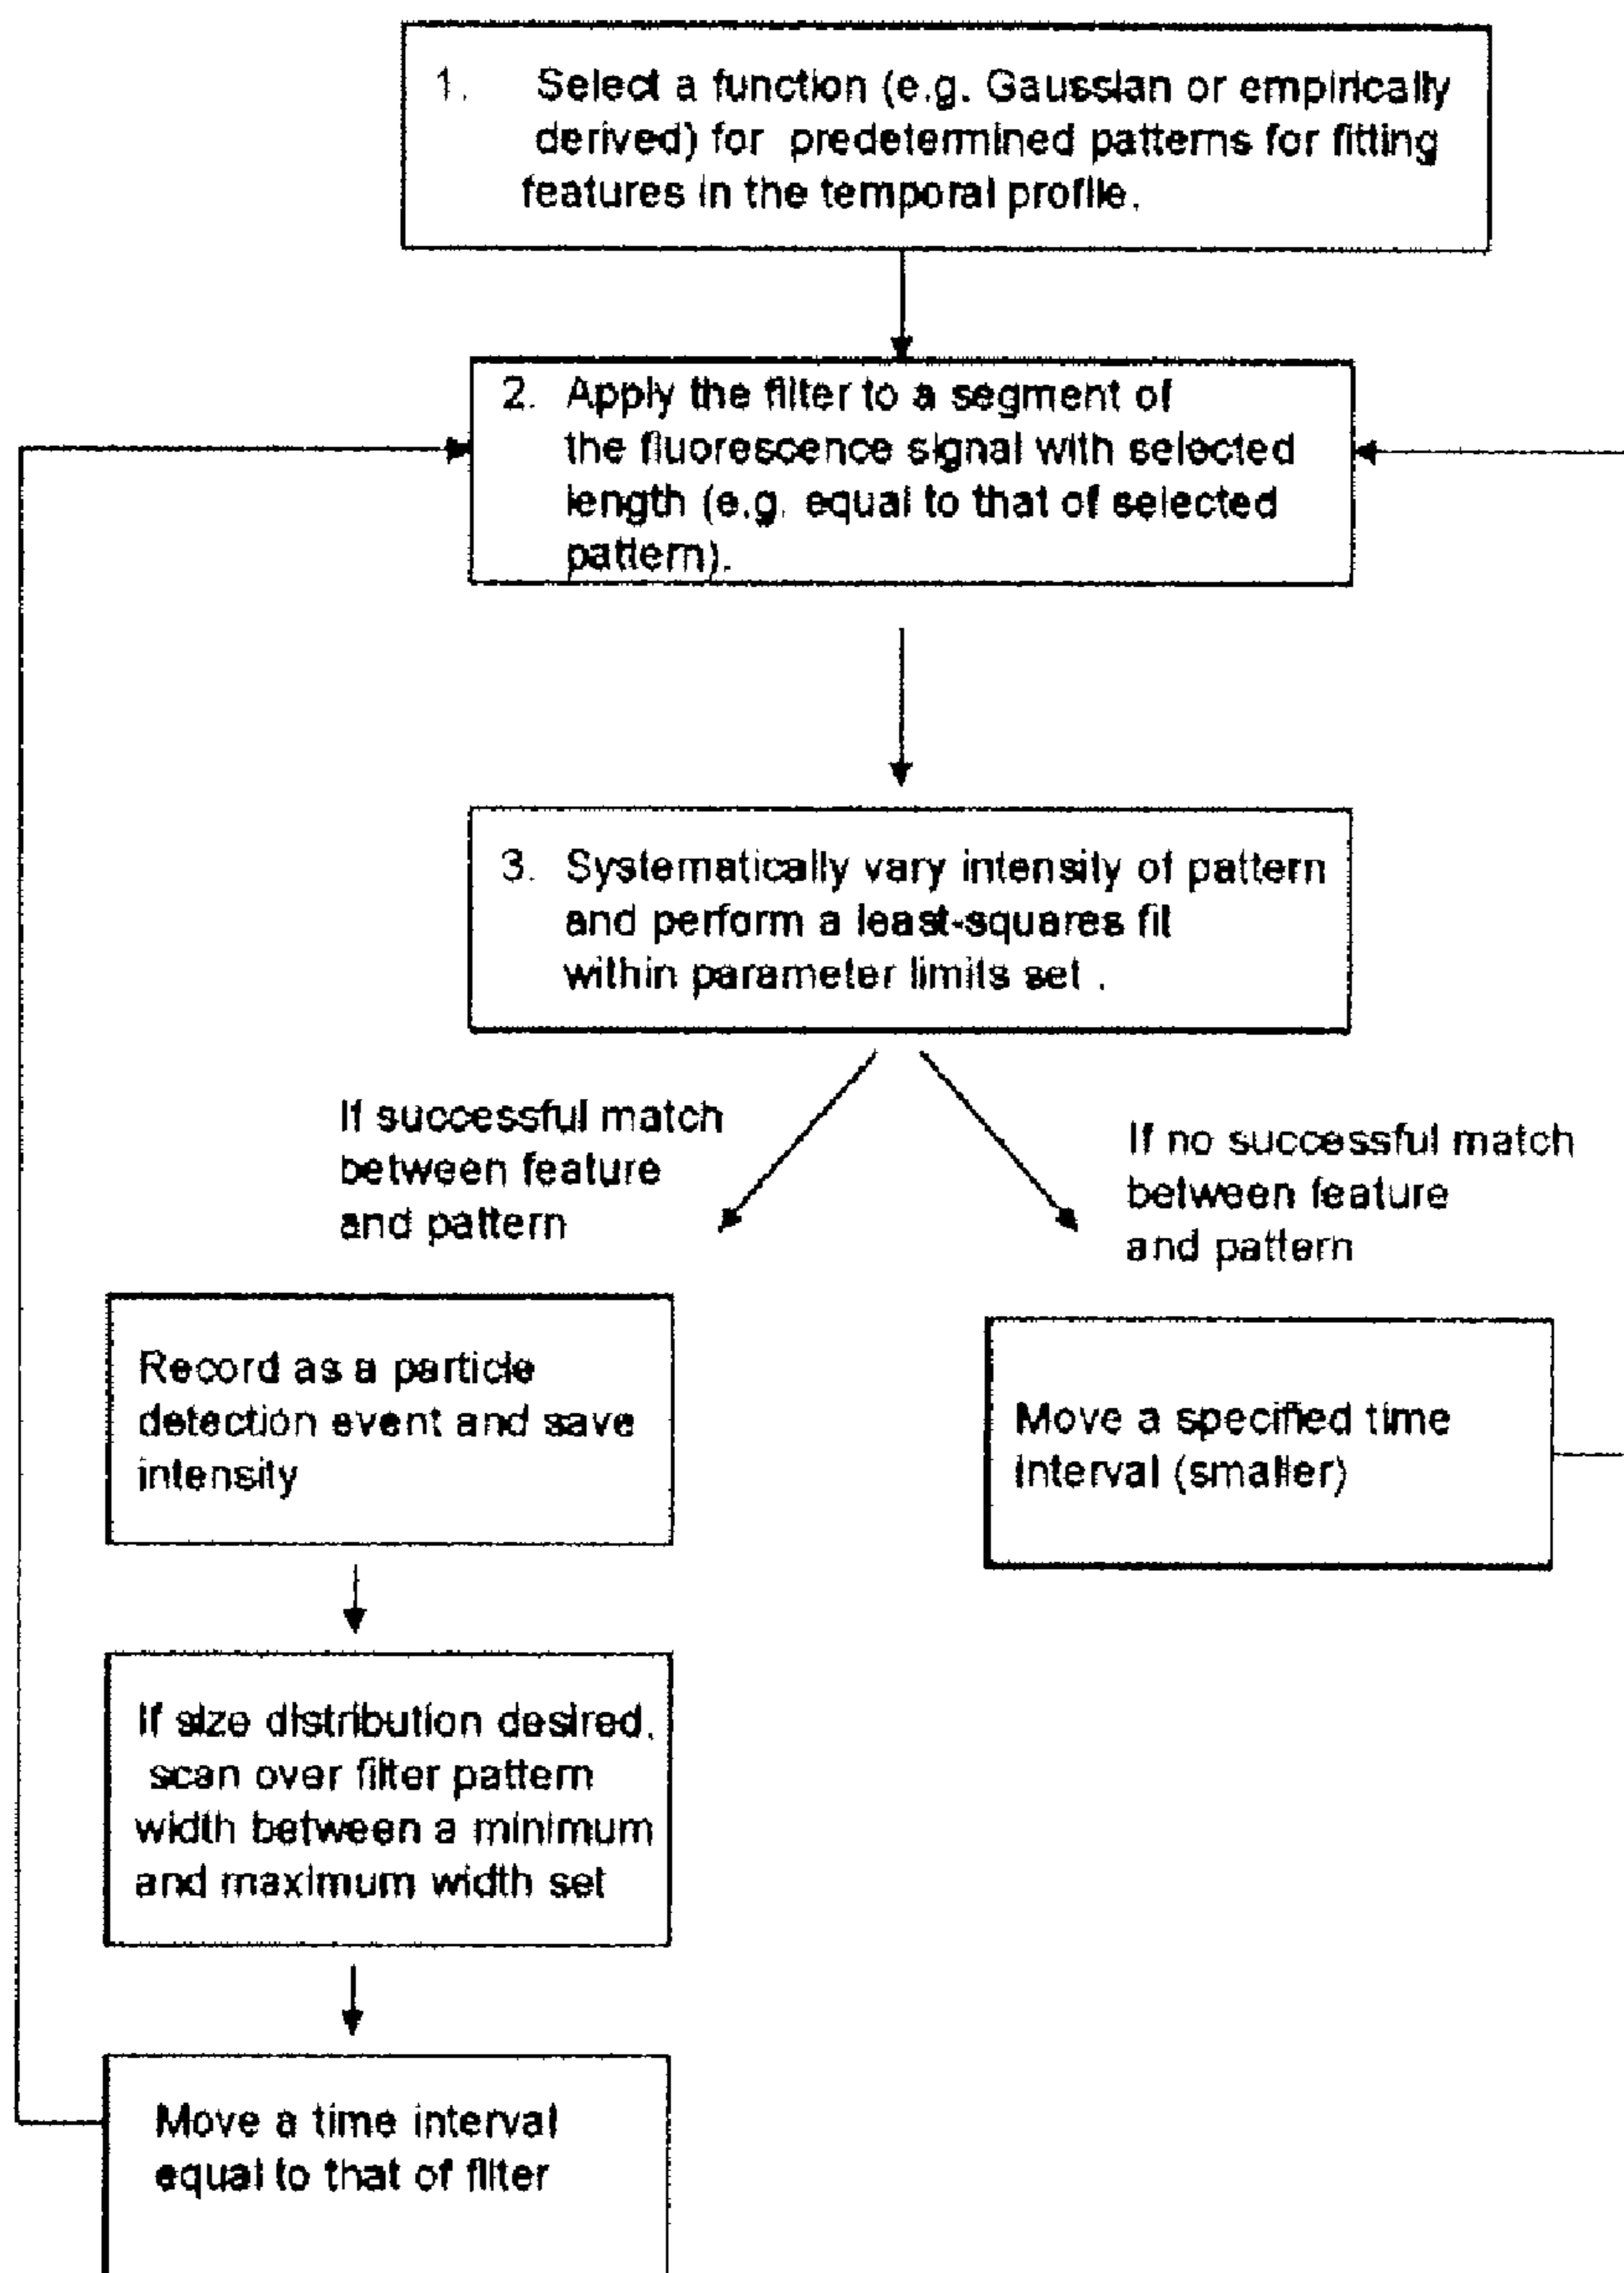 1. Select a function (e.g. Gaussian or empirically
derived) for predetermined patterns for fitting
features in the temporal profile.
2. Apply the filter to a segment of
the fluorescence signal with selected
length (e.g. equal to that of selected
pattern).
3. Systematically vary intensity of pattern
and perform a least-squares fit
within parameter limits set .
If successful match
between feature
and pattern
If no successful match
between feature
and pattern
Record as a particle
detection event and save
intensity
Move a specified time
interval (smaller)
If size distribution desired,
scan over filter pattern
width between a minimum
and maximum width set
Move a time interval
equal to that of filter